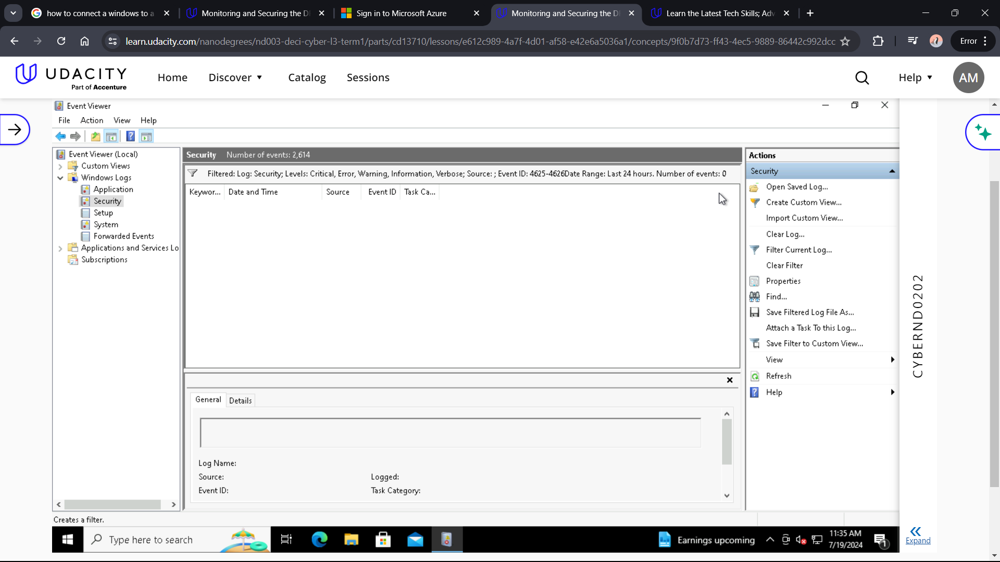 how to connect a windows to a
Monitoring and Securing the D
Sign in to Microsoft Azure
Monitoring and Securing the D
Learn the Latest Tech Skills; Adv
learn.udacity.com/nanodegrees/nd003-deci-cyber-l3-term1/parts/cd13710/lessons/e612c989-4a7f-4d01-af58-e42e6a5036a1/concepts/9f0b7d73-ff43-4ec5-9889-86442c992dcc
Error
UDACITY
Part of Accenture
Home
Discover
Catalog
Sessions
Help
AM
Event Viewer
File Action View Help
Event Viewer (Local)
Custom Views
Windows Logs
Application
Security
Setup
System
Forwarded Events
Applications and Services Lo
Subscriptions
Security Number of events: 2,614
Filtered: Log: Security; Levels: Critical, Error, Warning, Information, Verbose; Source: ; Event ID: 4625-4626Date Range: Last 24 hours. Number of events: 0
Keywor... Date and Time Source Event ID Task Ca...
General Details
Log Name:
Source: Logged:
Event ID: Task Category:
Actions
Security
Open Saved Log...
Create Custom View...
Import Custom View...
Clear Log...
Filter Current Log...
Clear Filter
Properties
Find...
Save Filtered Log File As...
Attach a Task To this Log...
Save Filter to Custom View...
View
Refresh
Help
Creates a filter.
Type here to search
Earnings upcoming
11:35 AM
7/19/2024
1
CYBERND0202
Expand